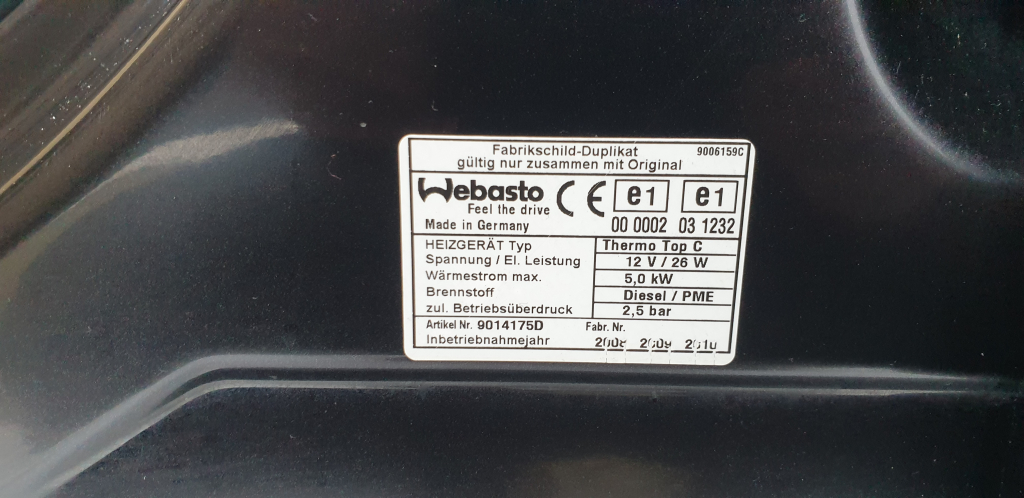 Fabrikschild-Duplikat 9006159C
gültig nur zusammen mit Original
Webasto CE e1 e1
Feel the drive
Made in Germany 00 0002 03 1232
HEIZGERÄT Typ Thermo Top C
Spannung / El. Leistung 12 V / 26 W
Wärmestrom max. 5,0 kW
Brennstoff Diesel / PME
zul. Betriebsüberdruck 2,5 bar
Artikel Nr. 9014175D Fabr. Nr.
Inbetriebnahmejahr 2008 2009 2010